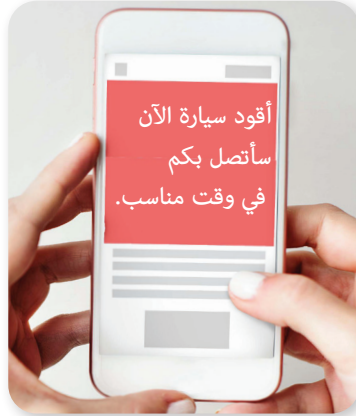 أقود سيارة الآن
سأتصل بكم
في وقت مناسب.